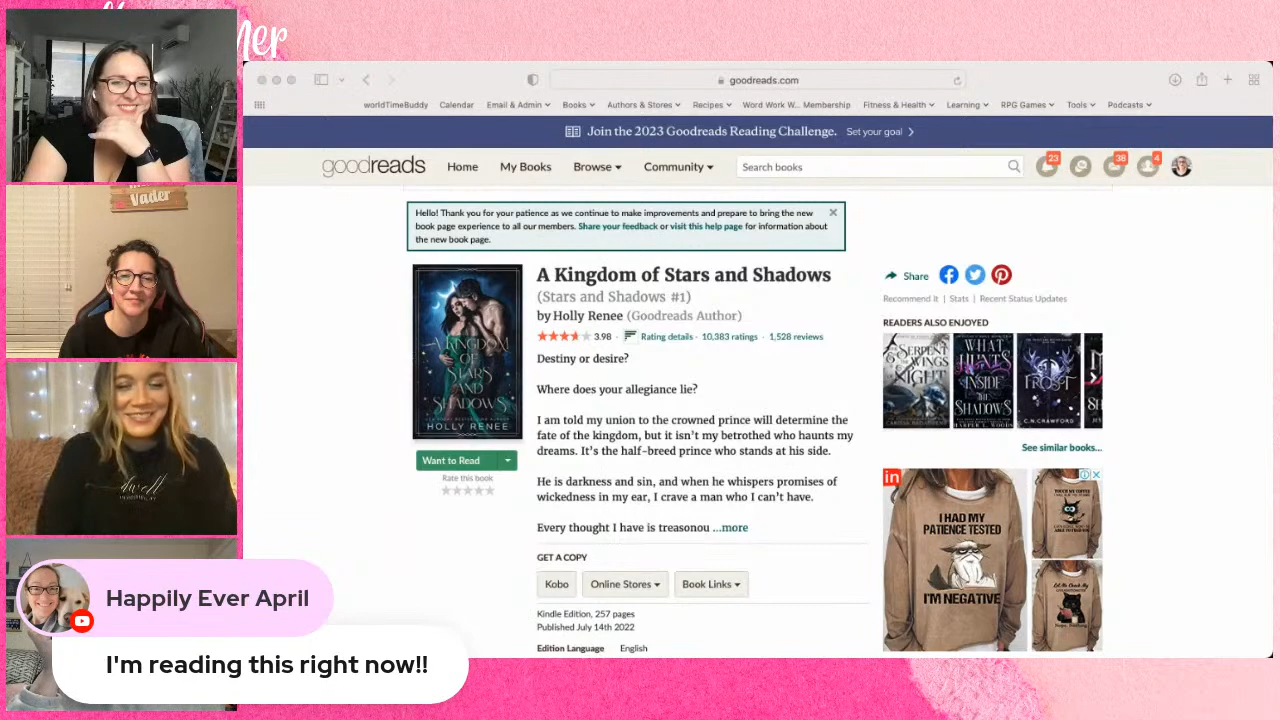 Mer
goodreads.com
worldTimeBuddy Calendar Email & Admin Books Authors & Stores Recipes Word Work W... Membership Fitness & Health Learning RPG Games Tools Podcasts
Join the 2023 Goodreads Reading Challenge. Set your goal
goodreads Home My Books Browse Community Search books 23 38 4
Vader
Hello! Thank you for your patience as we continue to make improvements and prepare to bring the new
book page experience to all our members. Share your feedback or visit this help page for information
about the new book page.
A Kingdom of Stars and Shadows
(Stars and Shadows #1)
by Holly Renee (Goodreads Author)
3.98 · Rating details · 10,383 ratings · 1,528 reviews
Destiny or desire?
Where does your allegiance lie?
I am told my union to the crowned prince will determine the
fate of the kingdom, but it isn't my betrothed who haunts my
dreams. It's the half-breed prince who stands at his side.
He is darkness and sin, and when he whispers promises of
wickedness in my ear, I crave a man who I can't have.
Every thought I have is treasonou ...more
A KINGDOM
OF
STARS
AND
SHADOWS
HOLLY RENEE
Want to Read
Rate this book
GET A COPY
Kobo Online Stores Book Links
Kindle Edition, 257 pages
Published July 14th 2022
Edition Language English
Share
Recommend It | Stats | Recent Status Updates
READERS ALSO ENJOYED
SERPENT
WINGS
NIGHT
WHAT
HUNTS
INSIDE
THE
SHADOWS
HARPER L. WOODS
FROST
C.N. CRAWFORD
See similar books...
in
I HAD MY
PATIENCE TESTED
I'M NEGATIVE
dwell
Happily Ever April
I'm reading this right now!!